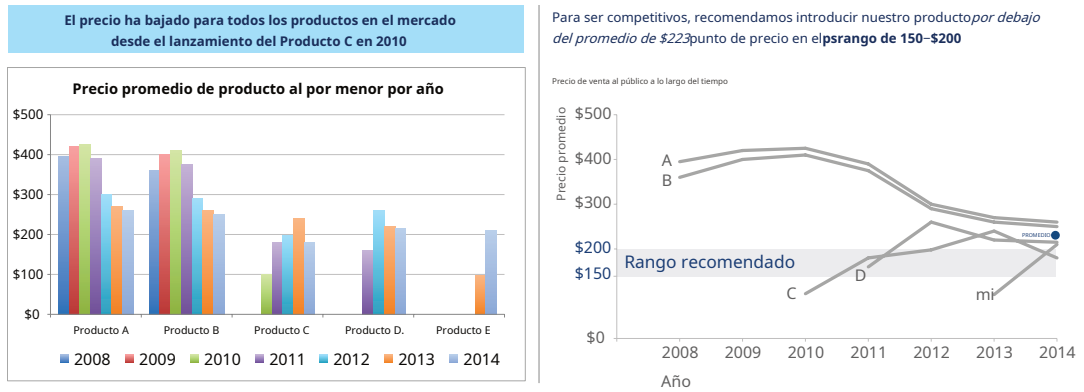 El precio ha bajado para todos los productos en el mercado
desde el lanzamiento del Producto C en 2010
Precio promedio de producto al por menor por año
$500
$400
$300
$200
$100
$0
Producto A
Producto B
Producto C
Producto D.
Producto E
2008
2009
2010
2011
2012
2013
2014
Para ser competitivos, recomendamos introducir nuestro productopor debajo
del promedio de $223punto de precio en elpsrango de 150–$200
Precio de venta al público a lo largo del tiempo
Precio promedio
$500
$400
$300
$200
$150
$0
A
B
C
D
mi
PROMEDIO
Rango recomendado
2008
2009
2010
2011
2012
2013
2014
Año